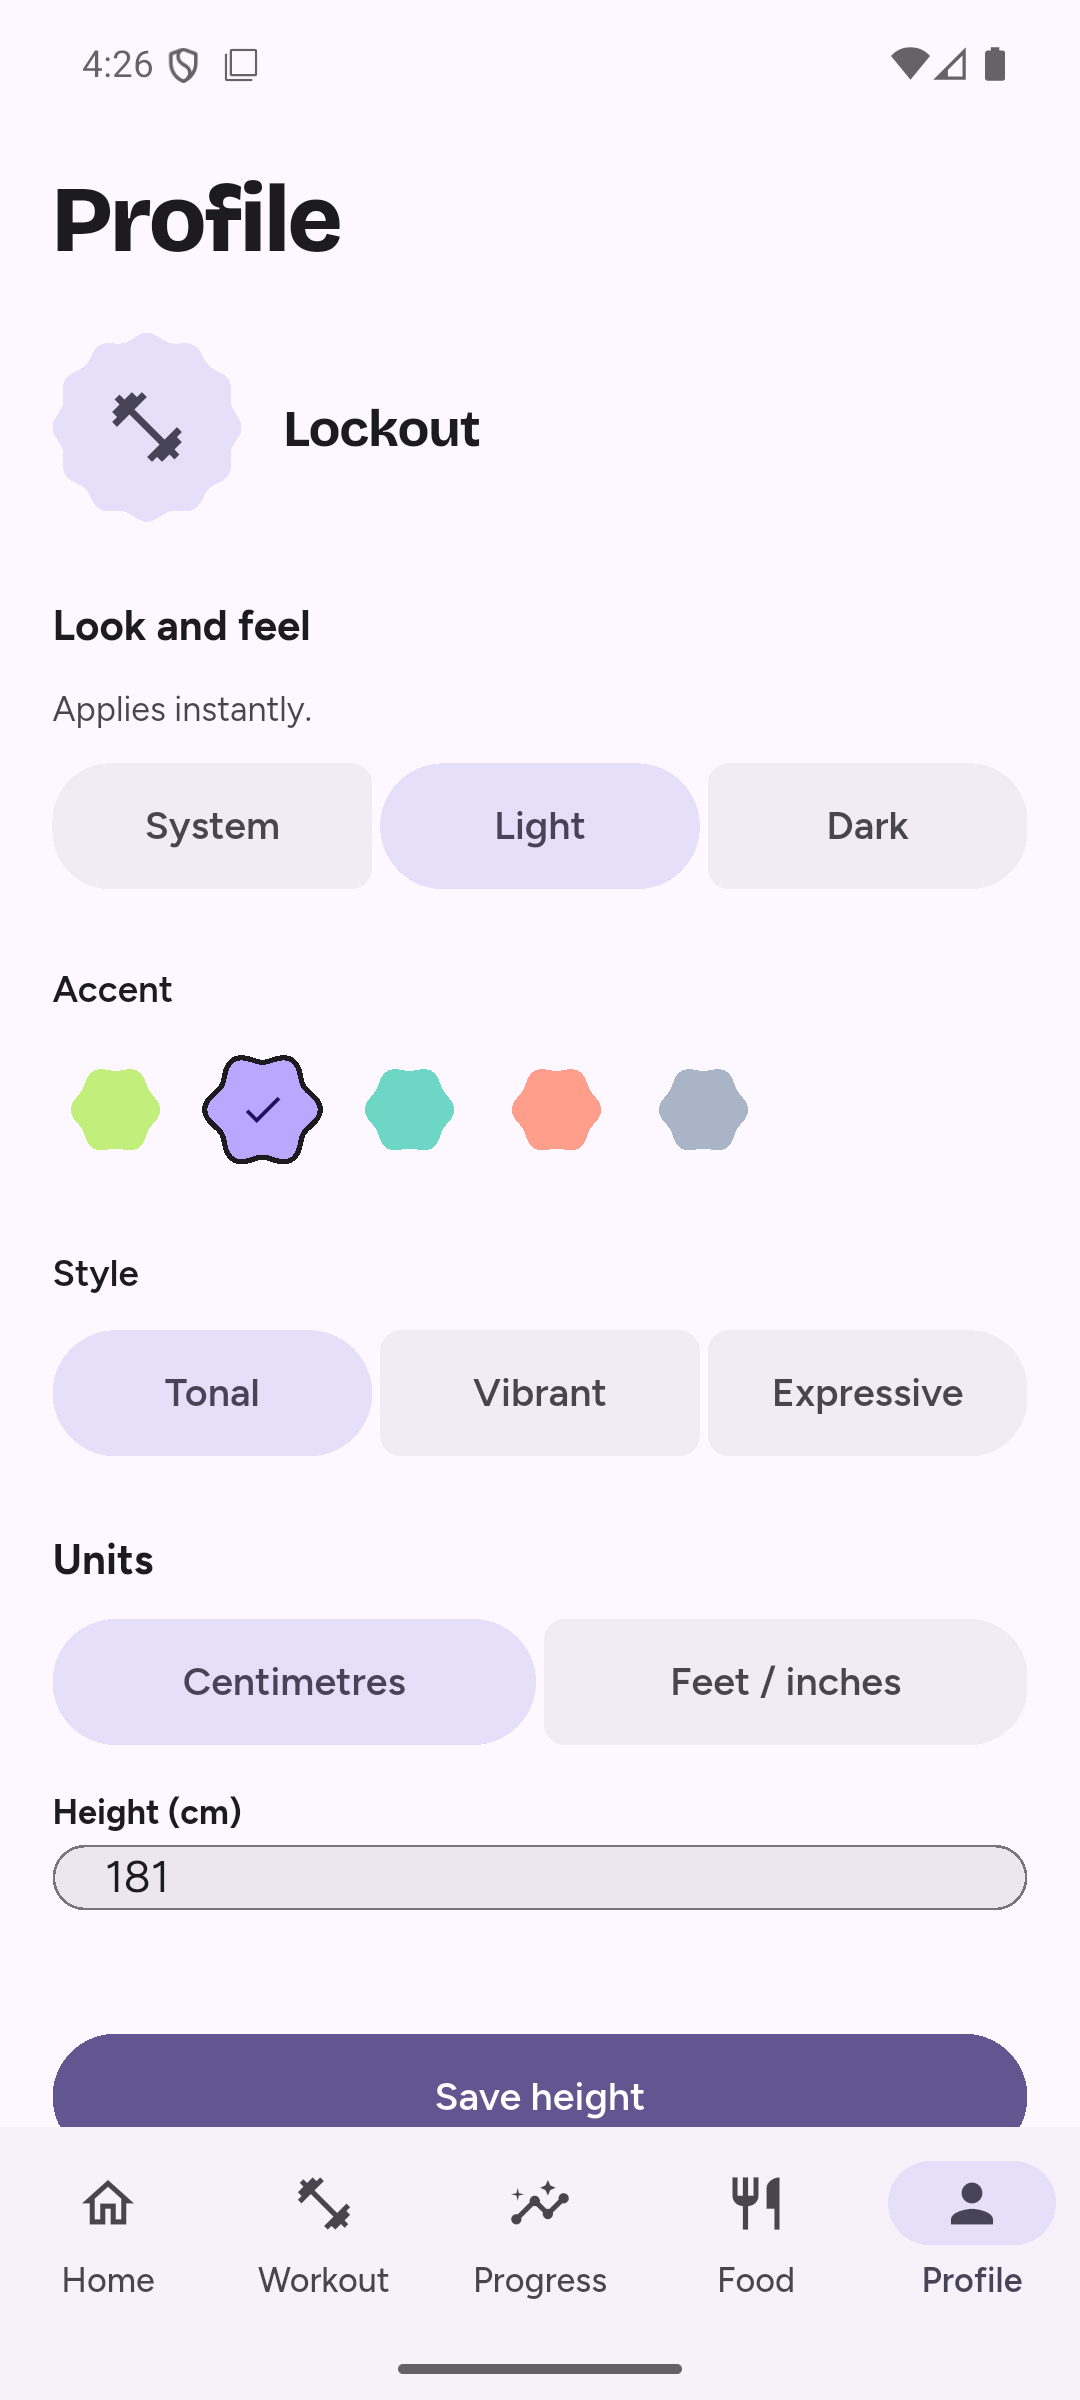 4:26
Profile
Lockout
Look and feel
Applies instantly.
System Light Dark
Accent
Style
Tonal Vibrant Expressive
Units
Centimetres Feet / inches
Height (cm)
181
Save height
Home Workout Progress Food Profile